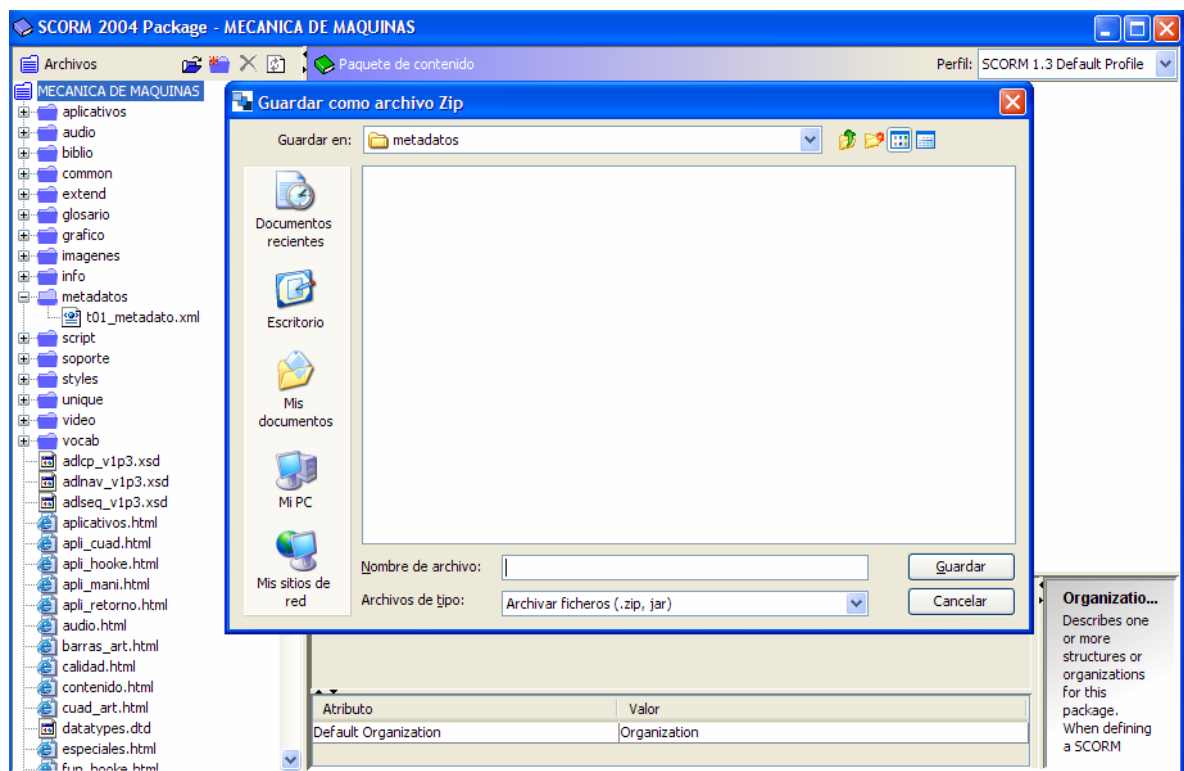 SCORM 2004 Package - MECANICA DE MAQUINAS
Archivos
Paquete de contenido
Perfil: SCORM 1.3 Default Profile
MECANICA DE MAQUINAS
aplicativos
audio
biblio
common
extend
glosario
grafico
imagenes
info
metadatos
t01_metadato.xml
script
soporte
styles
unique
video
vocab
adlcp_v1p3.xsd
adlnav_v1p3.xsd
adlseq_v1p3.xsd
aplicativos.html
apli_cuad.html
apli_hooke.html
apli_mani.html
apli_retorno.html
audio.html
barras_art.html
calidad.html
contenido.html
cuad_art.html
datatypes.dtd
especiales.html
fun_hooke.html
Guardar como archivo Zip
Guardar en: metadatos
Documentos
recientes
Escritorio
Mis
documentos
Mi PC
Mis sitios de
red
Nombre de archivo:
Guardar
Archivos de tipo: Archivar ficheros (.zip, jar)
Cancelar
Atributo Valor
Default Organization Organization
Organizatio...
Describes one
or more
structures or
organizations
for this
package.
When defining
a SCORM